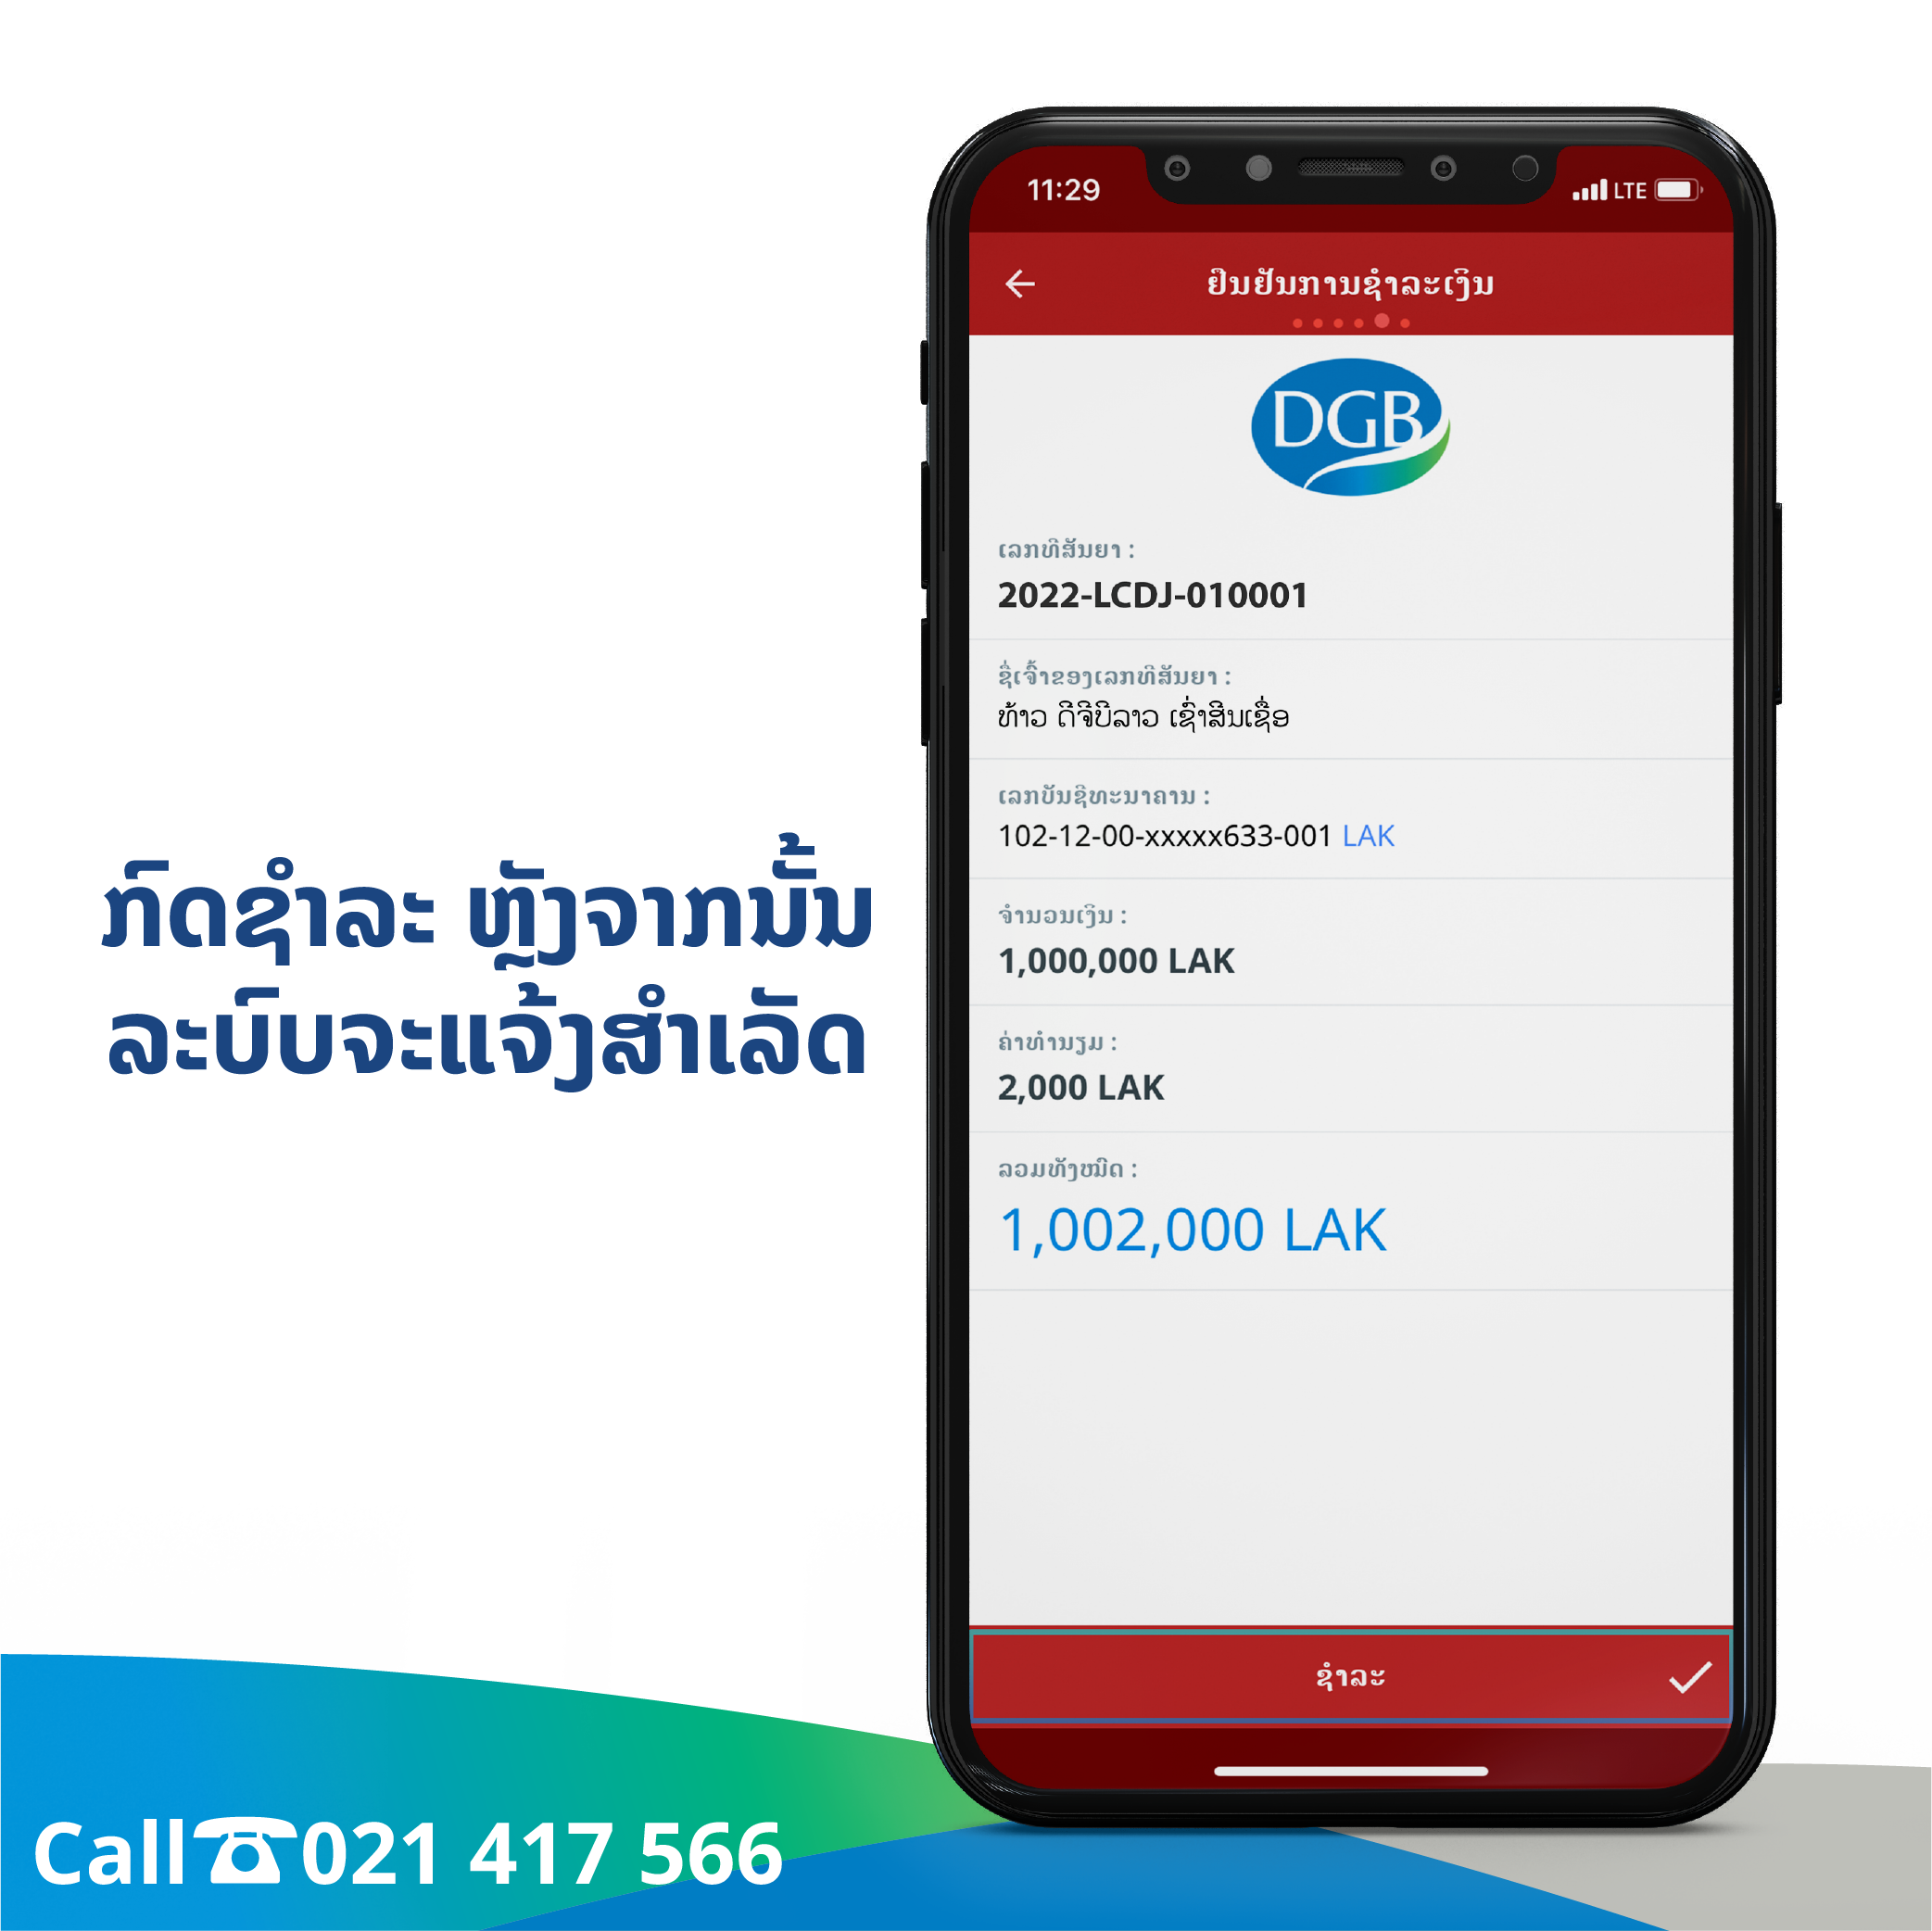 ກົດຊຳລະ ຫຼັງຈາກນັ້ນ
ລະບົບຈະແຈ້ງສຳເລັດ
11:29
LTE
ຢືນຢັນການຊຳລະເງິນ
DGB
ເລກທີສັນຍາ :
2022-LCDJ-010001
ຊື່ເຈົ້າຂອງເລກທີສັນຍາ :
ທ້າວ ດີຈີບີລາວ ເຊົ່າສິນເຊື່ອ
ເລກບັນຊີທະນາຄານ :
102-12-00-xxxxx633-001 LAK
ຈຳນວນເງິນ :
1,000,000 LAK
ຄ່າທຳນຽມ :
2,000 LAK
ລວມທັງໝົດ :
1,002,000 LAK
ຊຳລະ
Call☎021 417 566